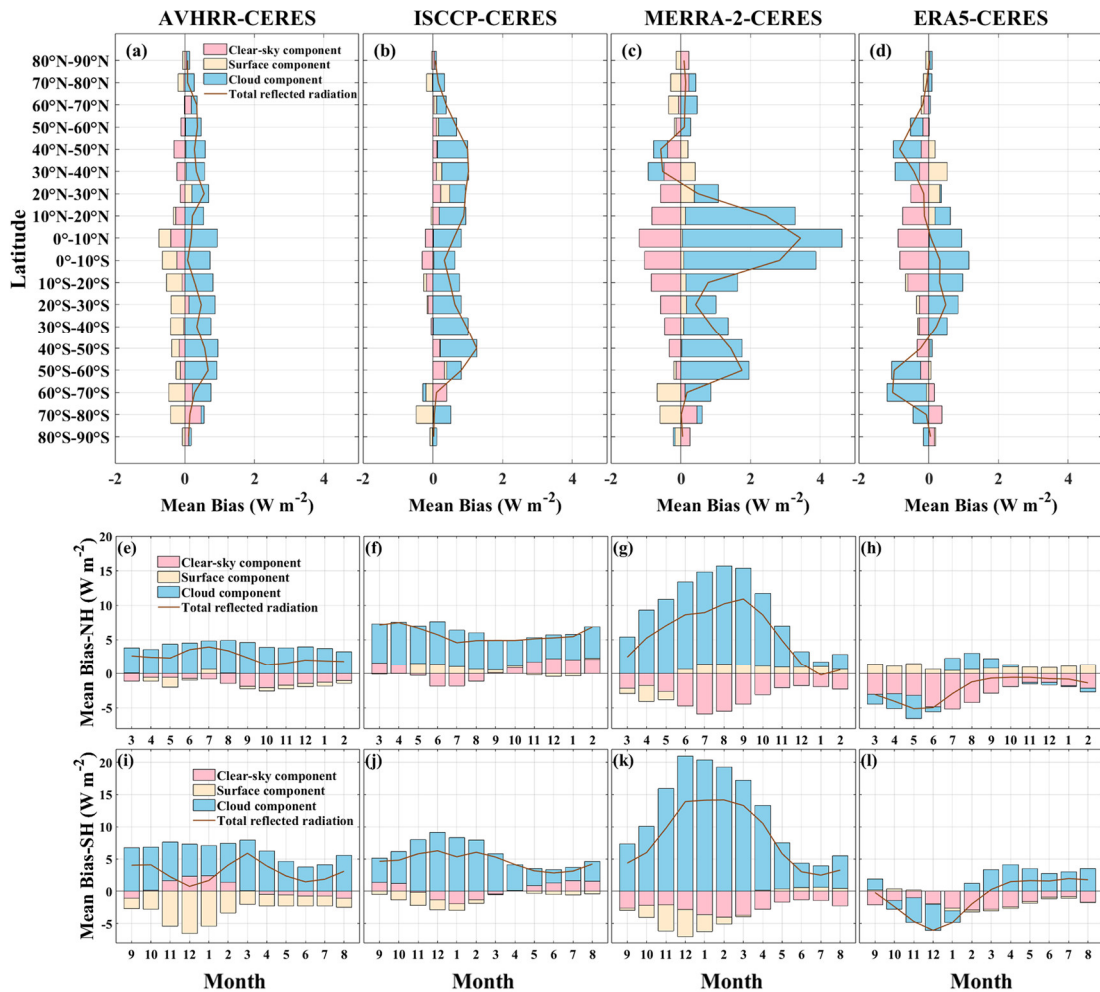 AVHRR-CERES ISCCP-CERES MERRA-2-CERES ERA5-CERES
(a) (b) (c) (d)
Clear-sky component
Surface component
Cloud component
Total reflected radiation
Latitude
80°N-90°N
70°N-80°N
60°N-70°N
50°N-60°N
40°N-50°N
30°N-40°N
20°N-30°N
10°N-20°N
0°-10°N
0°-10°S
10°S-20°S
20°S-30°S
30°S-40°S
40°S-50°S
50°S-60°S
60°S-70°S
70°S-80°S
80°S-90°S
-2 0 2 4 -2 0 2 4 -2 0 2 4 -2 0 2 4
Mean Bias (W m⁻²) Mean Bias (W m⁻²) Mean Bias (W m⁻²) Mean Bias (W m⁻²)
Mean Bias-NH (W m⁻²)
20
15
10
5
0
-5
(e) (f) (g) (h)
Clear-sky component
Surface component
Cloud component
Total reflected radiation
3 4 5 6 7 8 9 10 11 12 1 2 3 4 5 6 7 8 9 10 11 12 1 2 3 4 5 6 7 8 9 10 11 12 1 2 3 4 5 6 7 8 9 10 11 12 1 2
Mean Bias-SH (W m⁻²)
20
15
10
5
0
-5
(i) (j) (k) (l)
Clear-sky component
Surface component
Cloud component
Total reflected radiation
9 10 11 12 1 2 3 4 5 6 7 8 9 10 11 12 1 2 3 4 5 6 7 8 9 10 11 12 1 2 3 4 5 6 7 8 9 10 11 12 1 2 3 4 5 6 7 8
Month Month Month Month